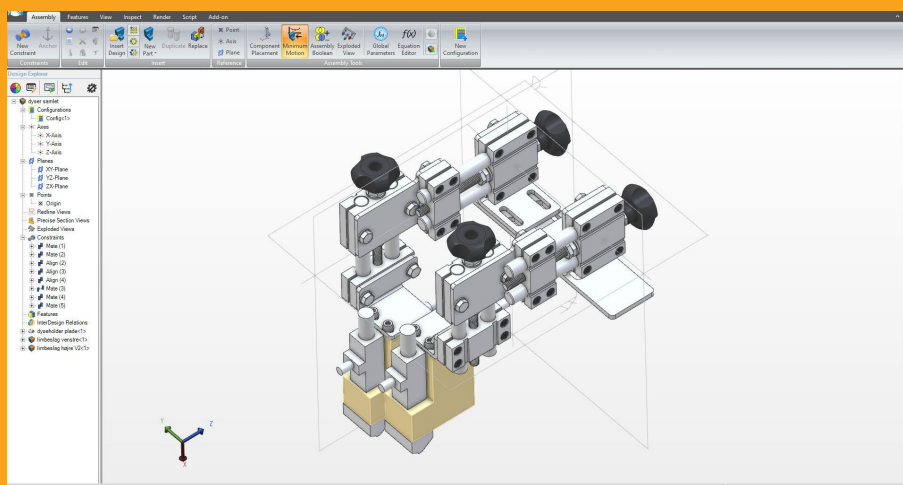 Assembly Features View Inspect Render Script Add-on
New Constraint
Anchor
Constraints
Edit
Insert Design
New Part
Duplicate
Replace
Insert
Point
Axis
Plane
Reference
Component Placement
Minimum Motion
Assembly Boolean
Exploded View
Global Parameters
f(x)
Equation Editor
Assembly Tools
New Configuration
Design Explorer
dyser samlet
Configurations
Config<1>
Axes
X-Axis
Y-Axis
Z-Axis
Planes
XY-Plane
YZ-Plane
ZX-Plane
Points
Origin
Redline Views
Precise Section Views
Exploded Views
Constraints
Mate (1)
Mate (2)
Align (2)
Align (3)
Align (4)
Mate (3)
Mate (4)
Mate (5)
Features
InterDesign Relations
dyseholder plade<1>
limbeslag venstre<1>
limbeslag højre V2<1>
Y
Z
X